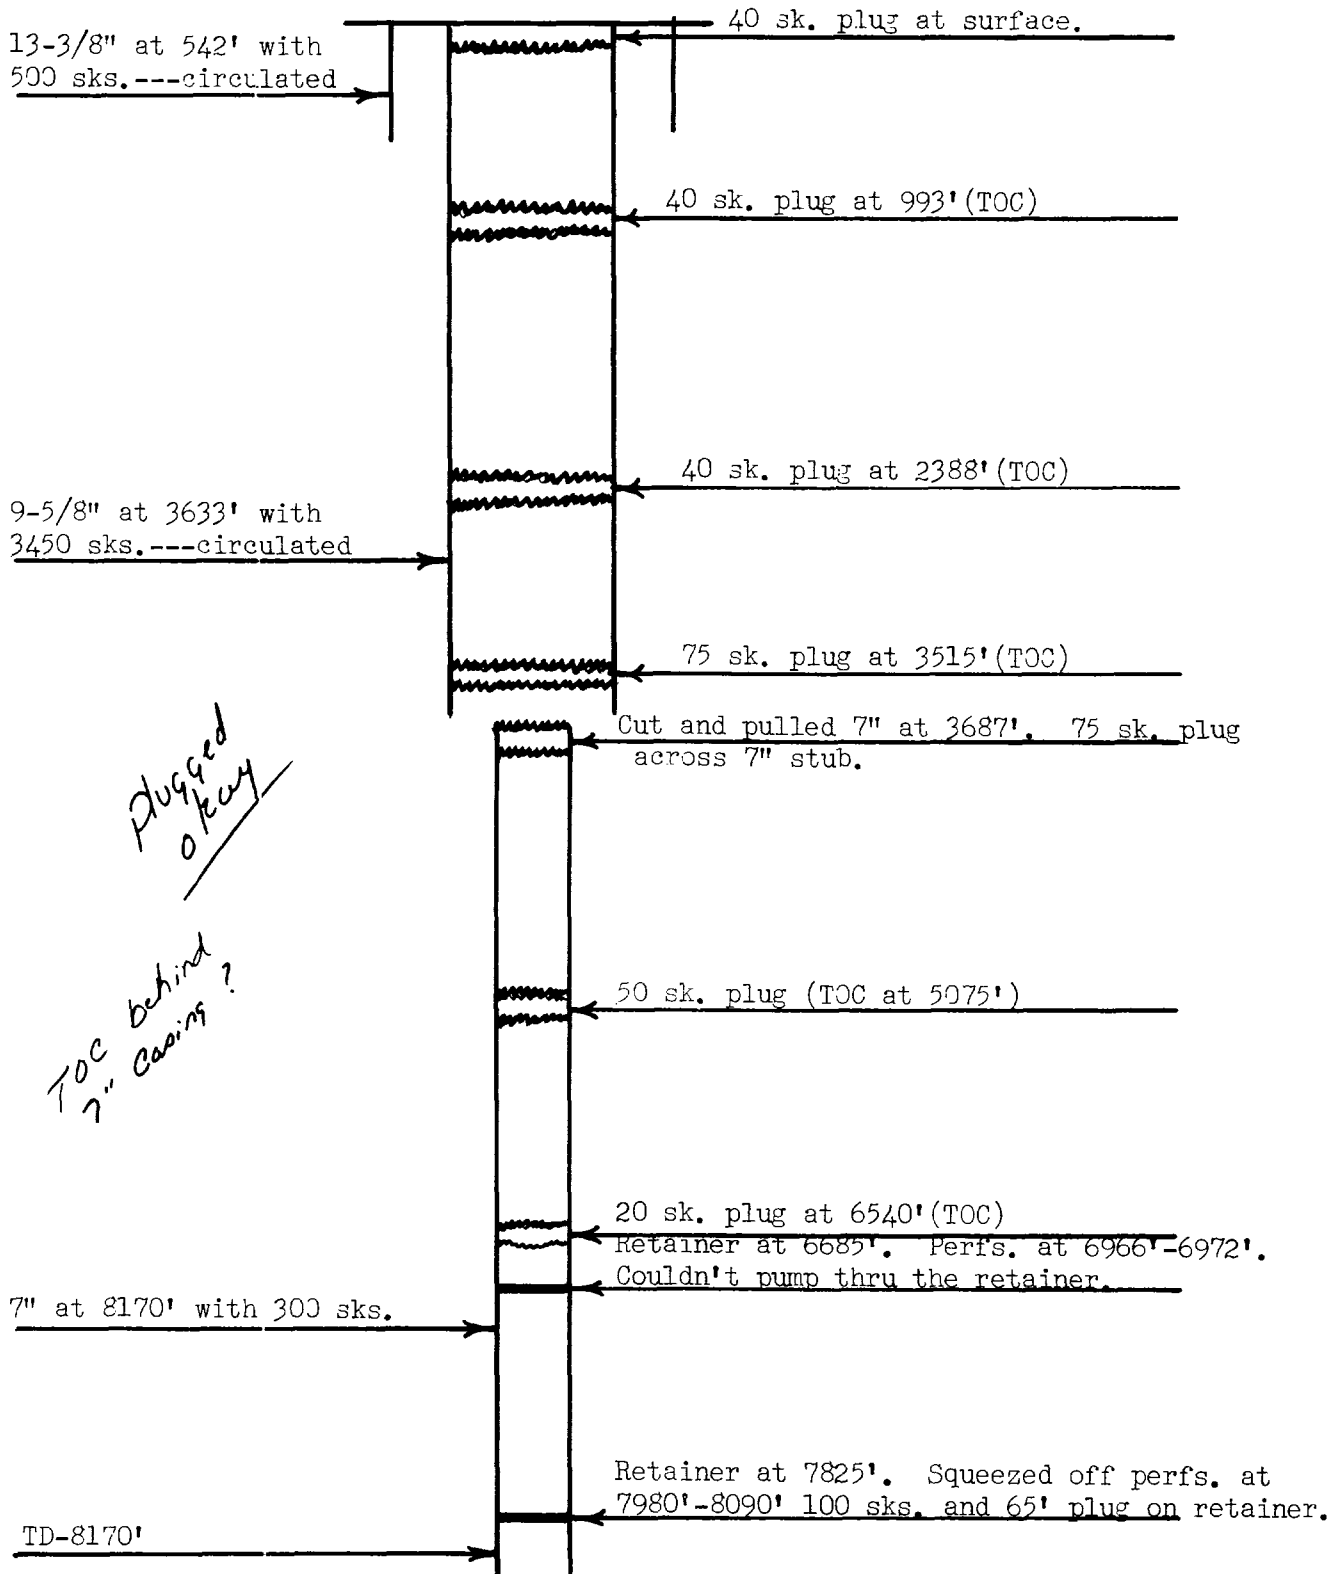 40 sk. plug at surface.
13-3/8" at 542' with
500 sks.---circulated
40 sk. plug at 993'(TOC)
40 sk. plug at 2388'(TOC)
9-5/8" at 3633' with
3450 sks.---circulated
75 sk. plug at 3515'(TOC)
Cut and pulled 7" at 3687'. 75 sk. plug
across 7" stub.
plugged
okay
50 sk. plug (TOC at 5075')
TOC behind
7" Casing ?
20 sk. plug at 6540'(TOC)
Retainer at 6685'. Perfs. at 6966'-6972'.
Couldn't pump thru the retainer.
7" at 8170' with 300 sks.
Retainer at 7825'. Squeezed off perfs. at
7980'-8090' 100 sks. and 65' plug on retainer.
TD-8170'